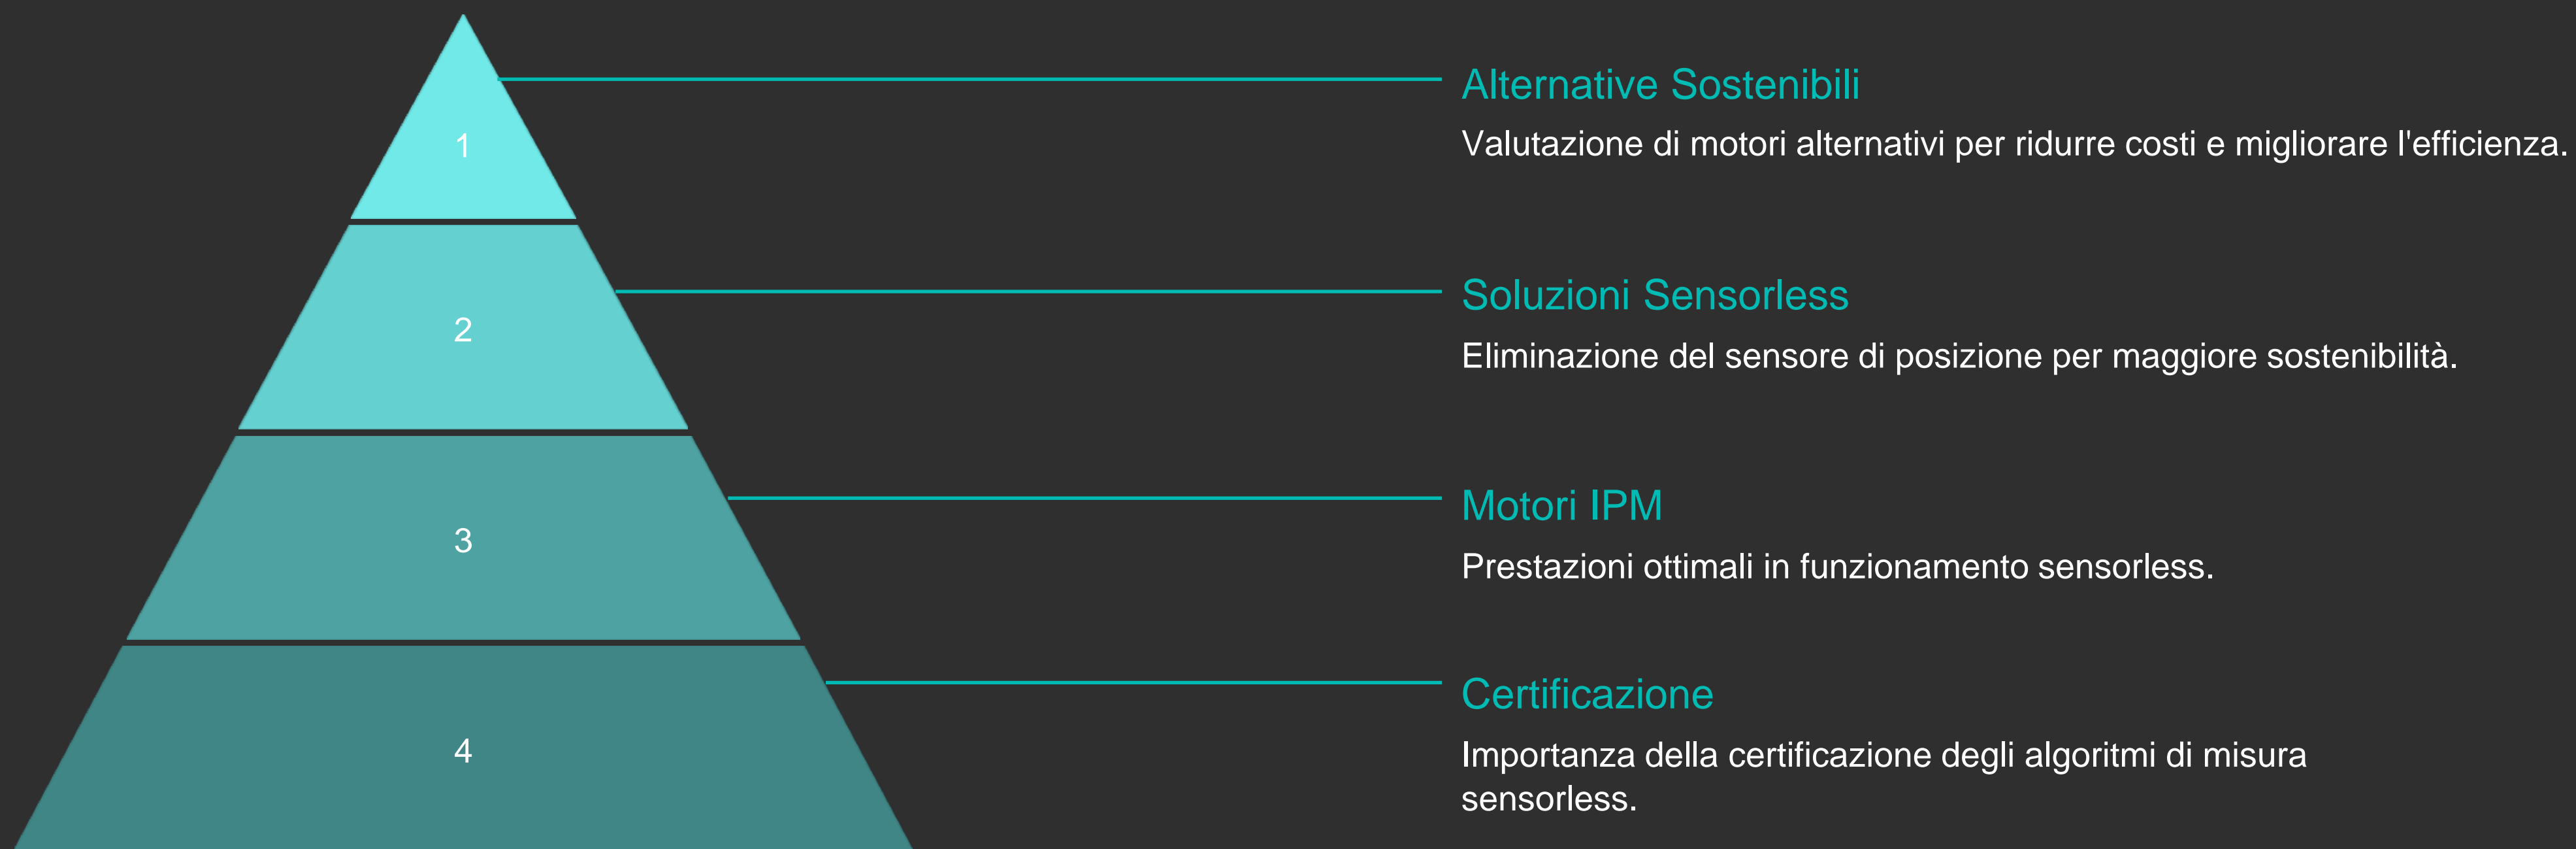 1
Alternative Sostenibili
Valutazione di motori alternativi per ridurre costi e migliorare l'efficienza.
2
Soluzioni Sensorless
Eliminazione del sensore di posizione per maggiore sostenibilità.
3
Motori IPM
Prestazioni ottimali in funzionamento sensorless.
4
Certificazione
Importanza della certificazione degli algoritmi di misura
sensorless.